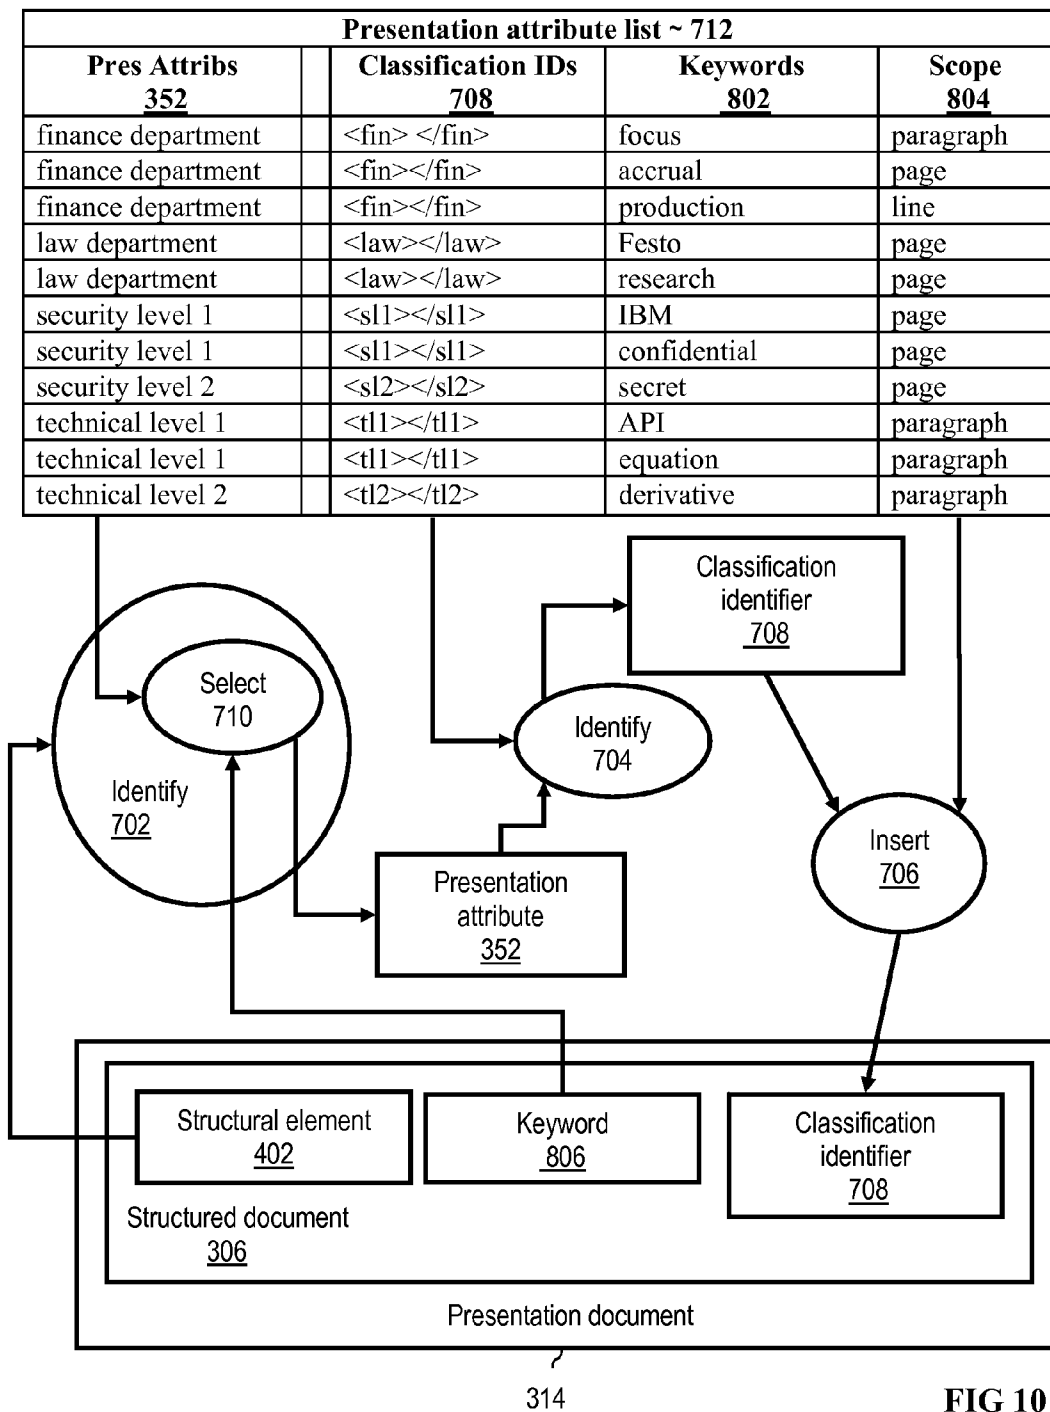 Presentation attribute list ~ 712
Pres Attribs Classification IDs Keywords Scope
352 708 802 804
finance department <fin> </fin> focus paragraph
finance department <fin></fin> accrual page
finance department <fin></fin> production line
law department <law></law> Festo page
law department <law></law> research page
security level 1 <sl1></sl1> IBM page
security level 1 <sl1></sl1> confidential page
security level 2 <sl2></sl2> secret page
technical level 1 <tl1></tl1> API paragraph
technical level 1 <tl1></tl1> equation paragraph
technical level 2 <tl2></tl2> derivative paragraph
Classification
identifier
708
Select
710
Identify
704
Identify
702
Insert
706
Presentation
attribute
352
Structural element
402
Keyword
806
Classification
identifier
708
Structured document
306
Presentation document
314
FIG 10